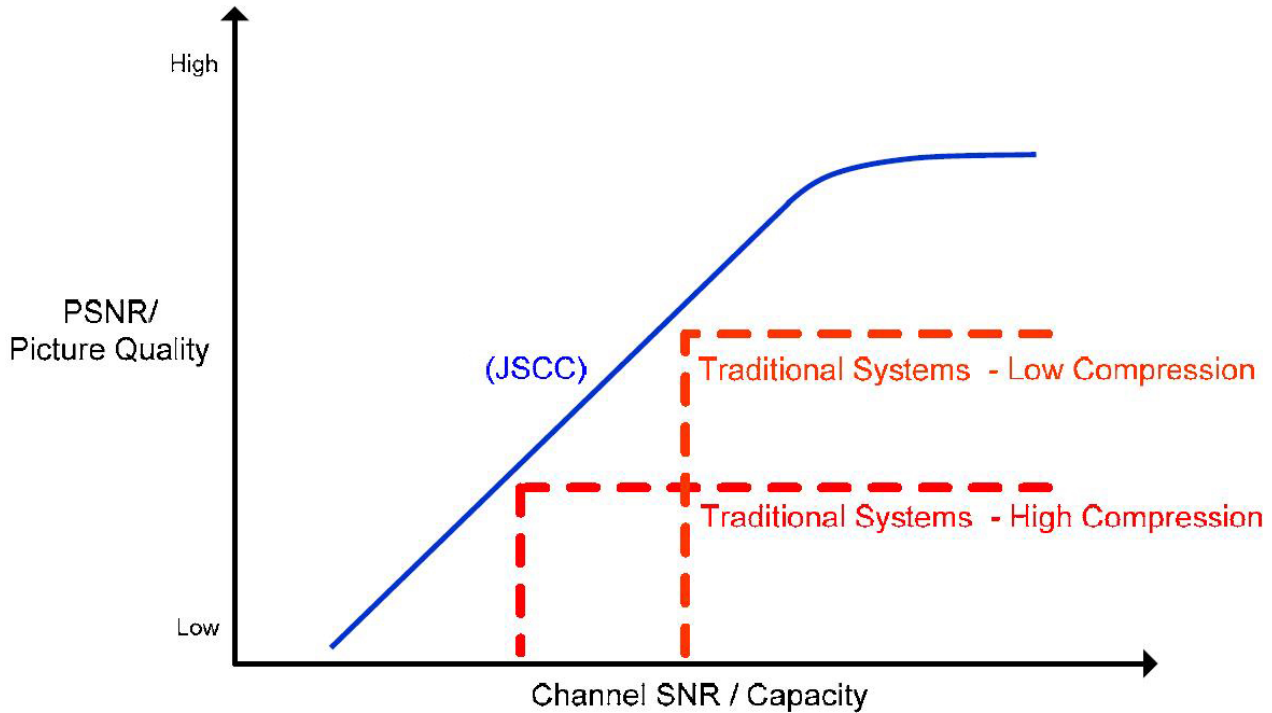 High
PSNR/
Picture Quality
(JSCC)
Traditional Systems - Low Compression
Traditional Systems - High Compression
Low
Channel SNR / Capacity